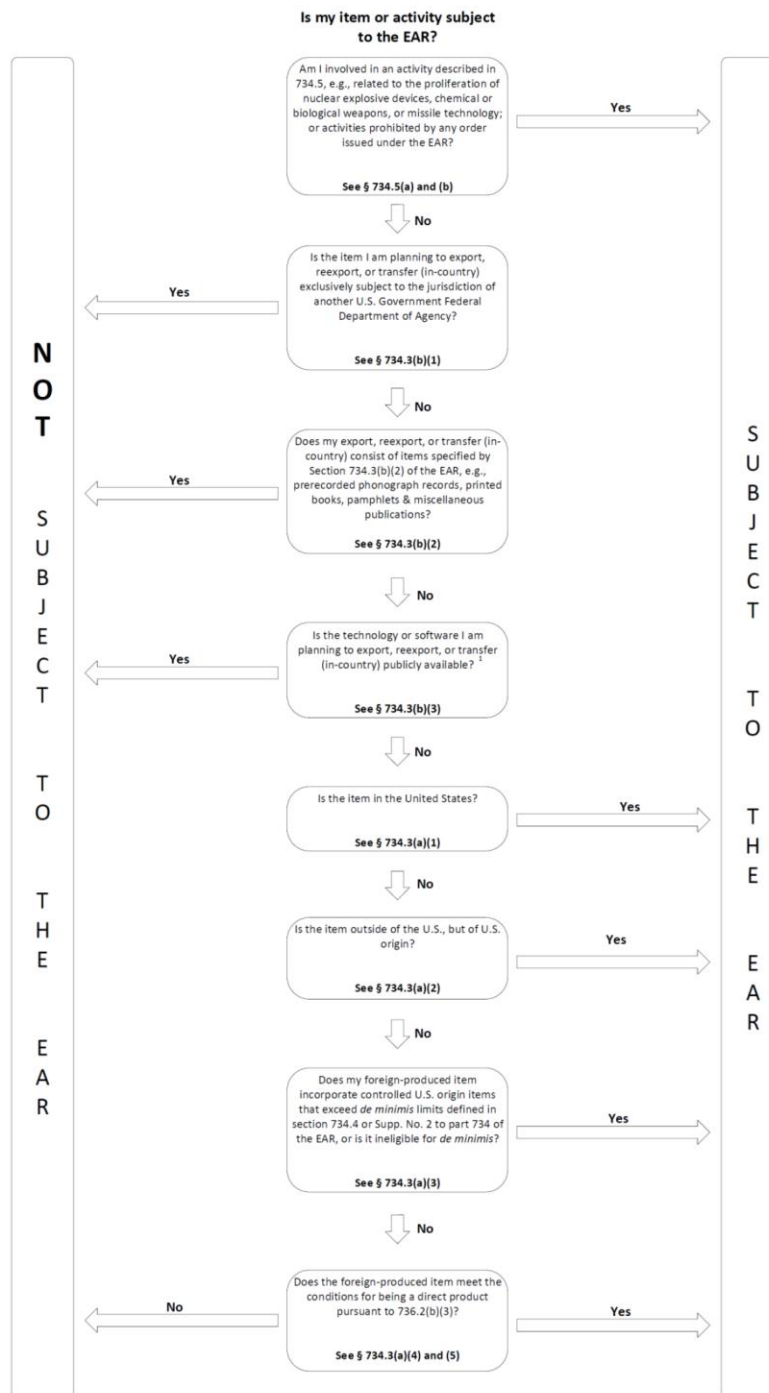 Is my item or activity subject
to the EAR?
Am I involved in an activity described in
734.5, e.g., related to the proliferation of
nuclear explosive devices, chemical or
biological weapons, or missile technology;
or activities prohibited by any order
issued under the EAR?
See § 734.5(a) and (b)
Yes
No
Is the item I am planning to export,
reexport, or transfer (in-country)
exclusively subject to the jurisdiction of
another U.S. Government Federal
Department of Agency?
See § 734.3(b)(1)
Yes
No
Does my export, reexport, or transfer (in-
country) consist of items specified by
Section 734.3(b)(2) of the EAR, e.g.,
prerecorded phonograph records, printed
books, pamphlets & miscellaneous
publications?
See § 734.3(b)(2)
Yes
No
Is the technology or software I am
planning to export, reexport, or transfer
(in-country) publicly available? 1
See § 734.3(b)(3)
Yes
No
Is the item in the United States?
See § 734.3(a)(1)
Yes
No
Is the item outside of the U.S., but of U.S.
origin?
See § 734.3(a)(2)
Yes
No
Does my foreign-produced item
incorporate controlled U.S. origin items
that exceed de minimis limits defined in
section 734.4 or Supp. No. 2 to part 734 of
the EAR, or is it ineligible for de minimis?
See § 734.3(a)(3)
Yes
No
Does the foreign-produced item meet the
conditions for being a direct product
pursuant to 736.2(b)(3)?
See § 734.3(a)(4) and (5)
No
Yes
NOT SUBJECT TO THE EAR
SUBJECT TO THE EAR